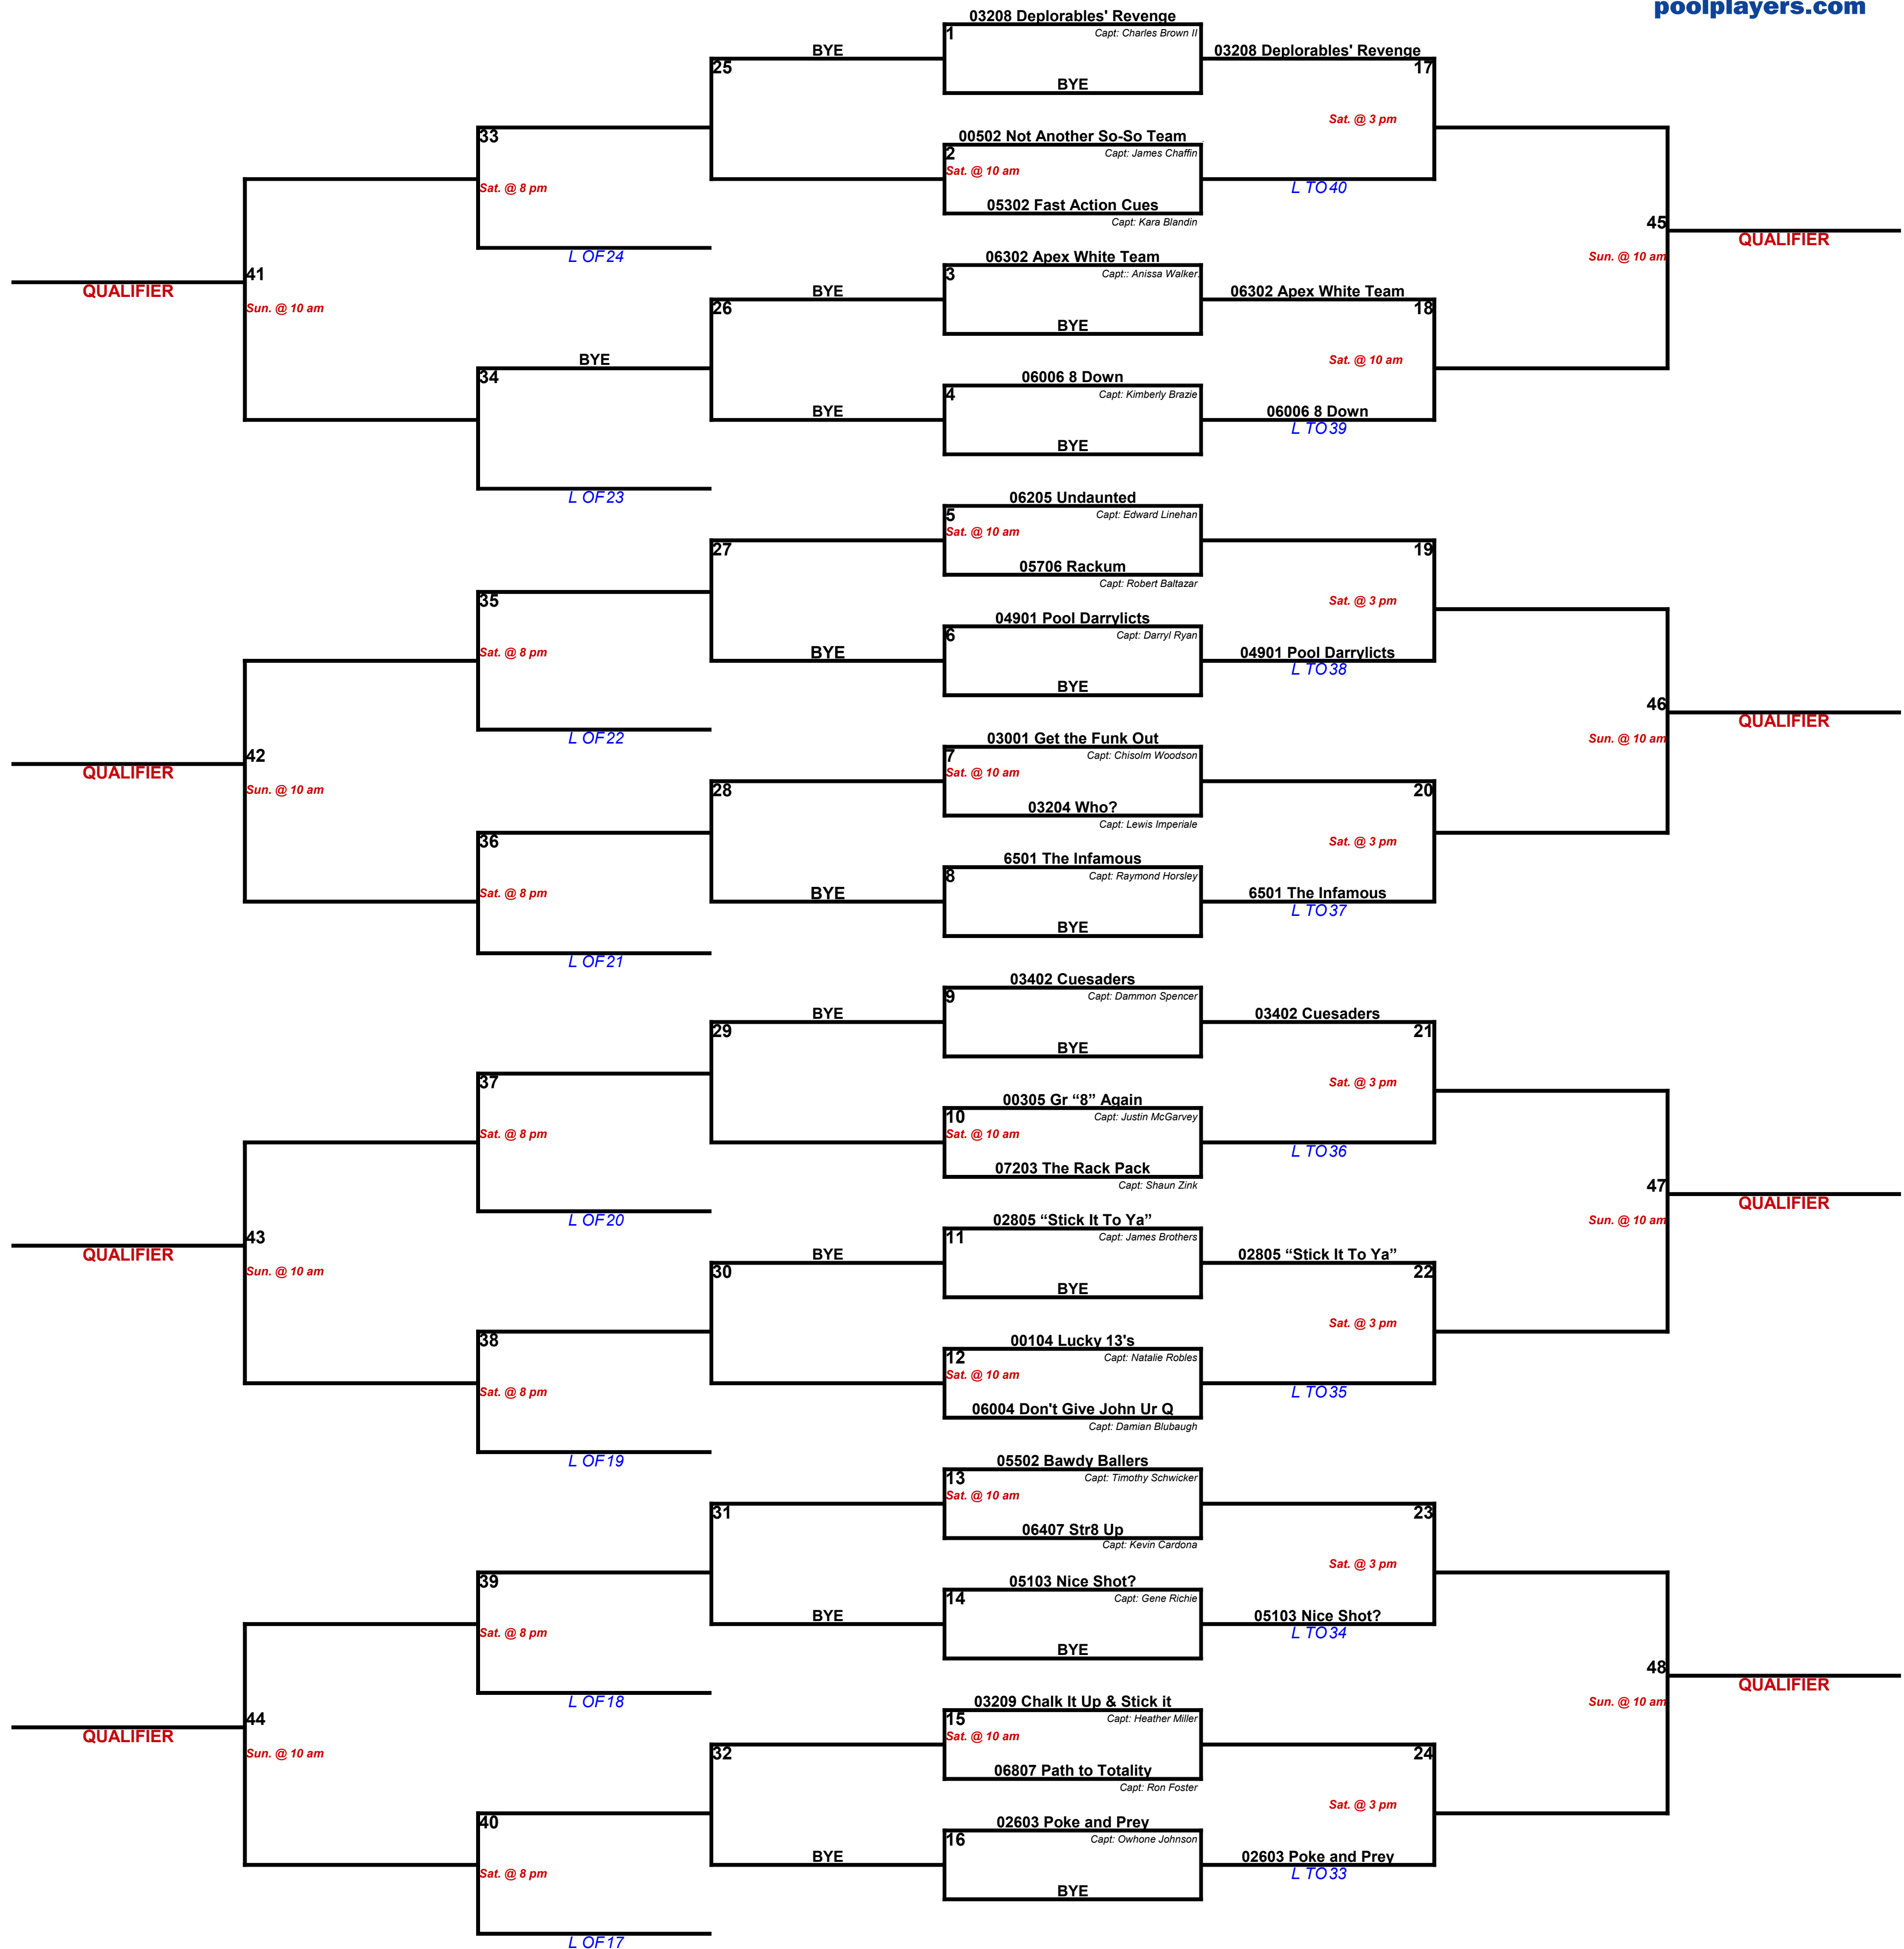 poolplayers.com
03208 Deplorables' Revenge
1 Capt: Charles Brown II
BYE
03208 Deplorables' Revenge
25
17
BYE
Sat. @ 3 pm
33
00502 Not Another So-So Team
2 Capt: James Chaffin
Sat. @ 10 am
Sat. @ 8 pm
L TO 40
05302 Fast Action Cues
Capt: Kara Blandin
45
QUALIFIER
L OF 24
06302 Apex White Team
Sun. @ 10 am
41
3 Capt:: Anissa Walker.
QUALIFIER
BYE
06302 Apex White Team
Sun. @ 10 am
26
18
BYE
BYE
Sat. @ 10 am
34
06006 8 Down
4 Capt: Kimberly Brazie
BYE
06006 8 Down
L TO 39
BYE
L OF 23
06205 Undaunted
5 Capt: Edward Linehan
Sat. @ 10 am
27
19
05706 Rackum
Capt: Robert Baltazar
35
Sat. @ 3 pm
04901 Pool Darrylicts
6 Capt: Darryl Ryan
Sat. @ 8 pm
BYE
04901 Pool Darrylicts
L TO 38
BYE
46
QUALIFIER
L OF 22
03001 Get the Funk Out
Sun. @ 10 am
42
7 Capt: Chisolm Woodson
QUALIFIER
Sat. @ 10 am
Sun. @ 10 am
28
20
03204 Who?
Capt: Lewis Imperiale
36
Sat. @ 3 pm
6501 The Infamous
8 Capt: Raymond Horsley
Sat. @ 8 pm
BYE
6501 The Infamous
L TO 37
BYE
L OF 21
03402 Cuesaders
9 Capt: Dammon Spencer
BYE
03402 Cuesaders
29
21
BYE
37
Sat. @ 3 pm
00305 Gr “8” Again
10 Capt: Justin McGarvey
Sat. @ 8 pm
Sat. @ 10 am
L TO 36
07203 The Rack Pack
Capt: Shaun Zink
47
QUALIFIER
L OF 20
02805 “Stick It To Ya”
Sun. @ 10 am
43
11 Capt: James Brothers
QUALIFIER
BYE
02805 “Stick It To Ya”
Sun. @ 10 am
30
22
BYE
Sat. @ 3 pm
38
00104 Lucky 13's
12 Capt: Natalie Robles
Sat. @ 10 am
Sat. @ 8 pm
L TO 35
06004 Don't Give John Ur Q
Capt: Damian Blubaugh
L OF 19
05502 Bawdy Ballers
13 Capt: Timothy Schwicker
Sat. @ 10 am
31
23
06407 Str8 Up
Capt: Kevin Cardona
Sat. @ 3 pm
39
05103 Nice Shot?
14 Capt: Gene Richie
BYE
05103 Nice Shot?
Sat. @ 8 pm
L TO 34
BYE
48
QUALIFIER
L OF 18
03209 Chalk It Up & Stick it
Sun. @ 10 am
44
15 Capt: Heather Miller
QUALIFIER
Sat. @ 10 am
Sun. @ 10 am
32
24
06807 Path to Totality
Capt: Ron Foster
Sat. @ 3 pm
40
02603 Poke and Prey
16 Capt: Owhone Johnson
BYE
02603 Poke and Prey
Sat. @ 8 pm
L TO 33
BYE
L OF 17